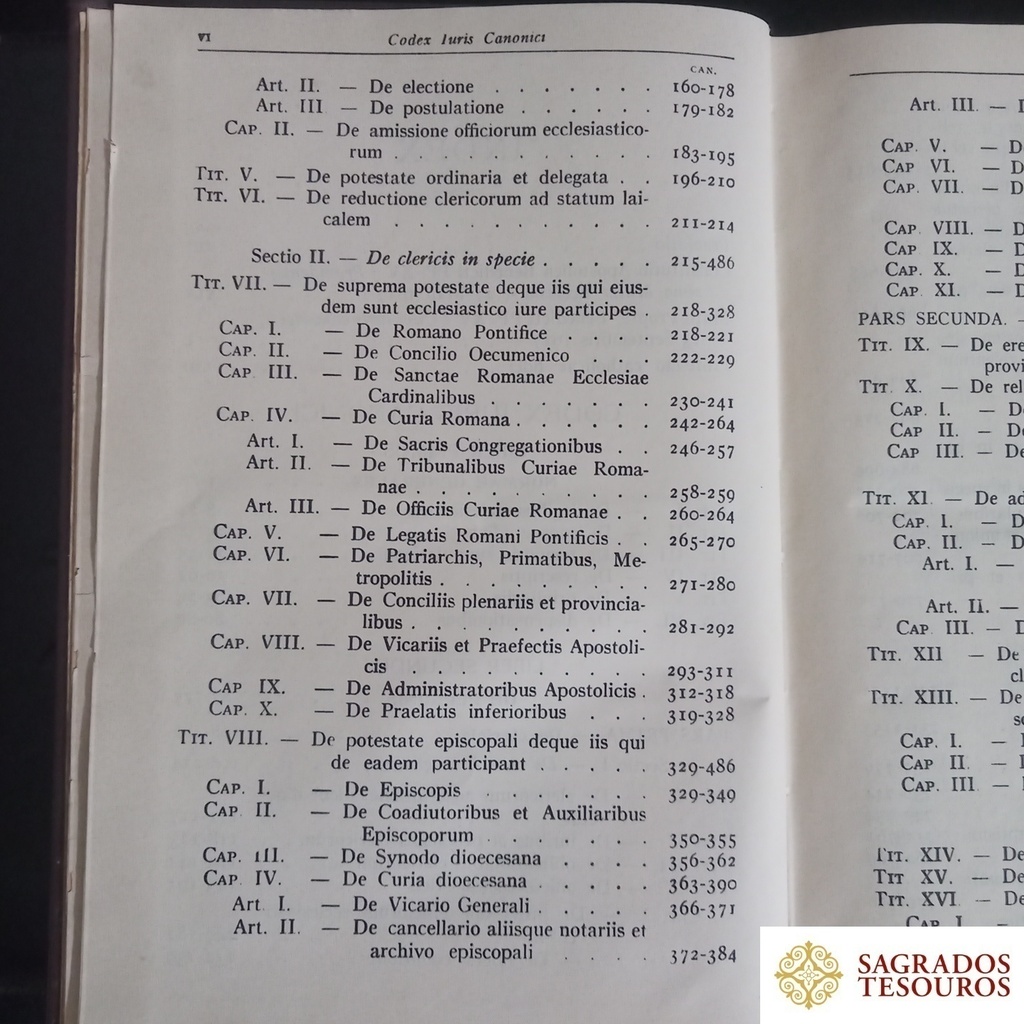 VI
Codex Iuris Canonici
CAN.
Art. II. — De electione . . . . . . . 160-178
Art. III — De postulatione . . . . . . 179-182
CAP. II. — De amissione officiorum ecclesiastico-
rum . . . . . . . . . . . 183-195
TIT. V. — De potestate ordinaria et delegata . . 196-210
TIT. VI. — De reductione clericorum ad statum lai-
calem . . . . . . . . . . 211-214
Sectio II. — De clericis in specie . . . . . 215-486
TIT. VII. — De suprema potestate deque iis qui eius-
dem sunt ecclesiastico iure participes . 218-328
CAP. I. — De Romano Pontifice . . . . 218-221
CAP. II. — De Concilio Oecumenico . . . 222-229
CAP III. — De Sanctae Romanae Ecclesiae
Cardinalibus . . . . . . . 230-241
CAP. IV. — De Curia Romana . . . . . . 242-264
Art. I. — De Sacris Congregationibus . . 246-257
Art. II. — De Tribunalibus Curiae Roma-
nae . . . . . . . . . . 258-259
Art. III. — De Officiis Curiae Romanae . . 260-264
CAP. V. — De Legatis Romani Pontificis . . 265-270
CAP. VI. — De Patriarchis, Primatibus, Me-
tropolitis . . . . . . . . . 271-280
CAP. VII. — De Conciliis plenariis et provincia-
libus . . . . . . . . . . 281-292
CAP. VIII. — De Vicariis et Praefectis Apostoli-
cis . . . . . . . . . . 293-311
CAP IX. — De Administratoribus Apostolicis . 312-318
CAP. X. — De Praelatis inferioribus . . . 319-328
TIT. VIII. — De potestate episcopali deque iis qui
de eadem participant . . . . . 329-486
CAP. I. — De Episcopis . . . . . . . 329-349
CAP. II. — De Coadiutoribus et Auxiliaribus
Episcoporum . . . . . . . 350-355
CAP. III. — De Synodo dioecesana . . . . 356-362
CAP IV. — De Curia dioecesana . . . . . 363-390
Art. I. — De Vicario Generali . . . . . 366-371
Art. II. — De cancellario aliisque notariis et
archivo episcopali . . . . 372-384
Art. III. —
CAP. V. —
CAP VI. —
CAP. VII. —
CAP. VIII. —
CAP IX. —
CAP. X. —
CAP. XI. —
PARS SECUNDA. —
TIT. IX. — De
TIT. X. — De
CAP. I. —
CAP II. —
CAP III. — De
TIT. XI — De
CAP. I. —
CAP. II. —
Art. I. —
Art. II. —
CAP. III. —
TIT. XII — De
TIT. XIII. — De
CAP. I. —
CAP II. —
CAP. III —
TIT. XIV. — De
TIT XV. — De
TIT. XVI — De
CAP I. —
SAGRADOS
TESOUROS